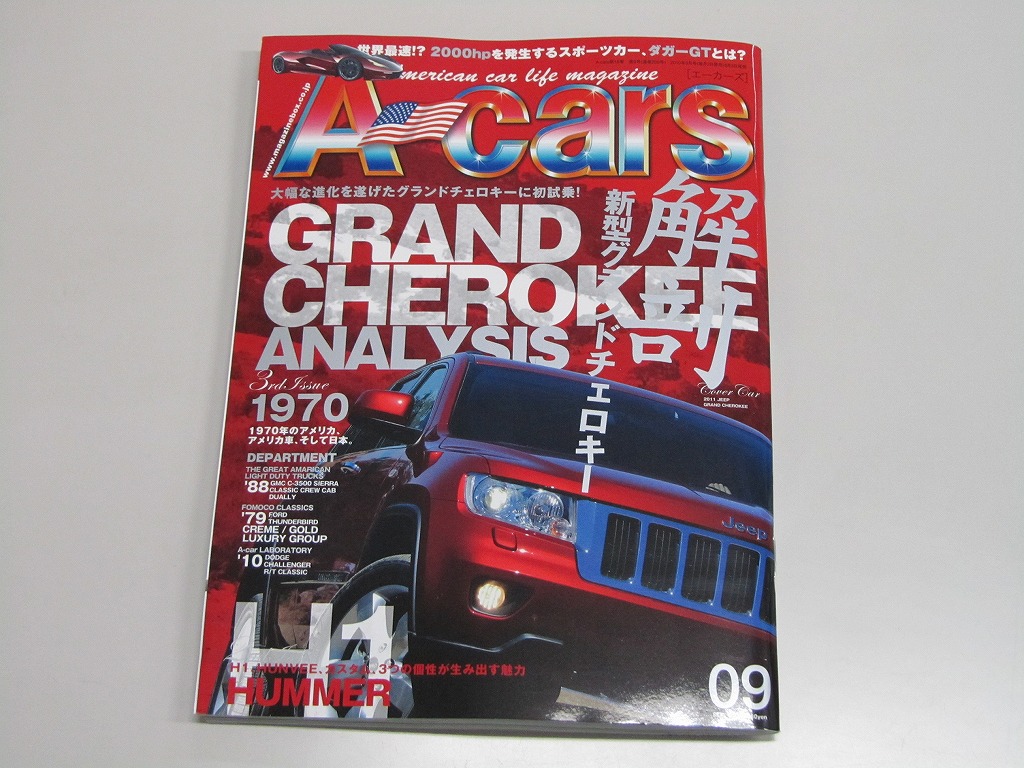 世界最速!? 2000hpを発生するスポーツカー、ダガーGTとは?
American car life magazine
[エーカーズ]
www.magazinebox.co.jp
A-cars
大幅な進化を遂げたグランドチェロキーに初試乗!
GRAND
CHEROKEE
ANALYSIS
解剖
新型グランドチェロキー
Cover Car
2011 JEEP
GRAND CHEROKEE
3rd Issue
1970
1970年のアメリカ、
アメリカ車、そして日本。
DEPARTMENT
THE GREAT AMARICAN
LIGHT DUTY TRUCKS
'88 GMC C-3500 SIERRA
CLASSIC CREW CAB
DUALLY
FOMOCO CLASSICS
'79 FORD
THUNDERBIRD
CREME / GOLD
LUXURY GROUP
A-car LABORATORY
'10 DODGE
CHALLENGER
R/T CLASSIC
Jeep
H1
H1、HUNVEE、カスタム、3つの個性が生み出す魅力
HUMMER
09